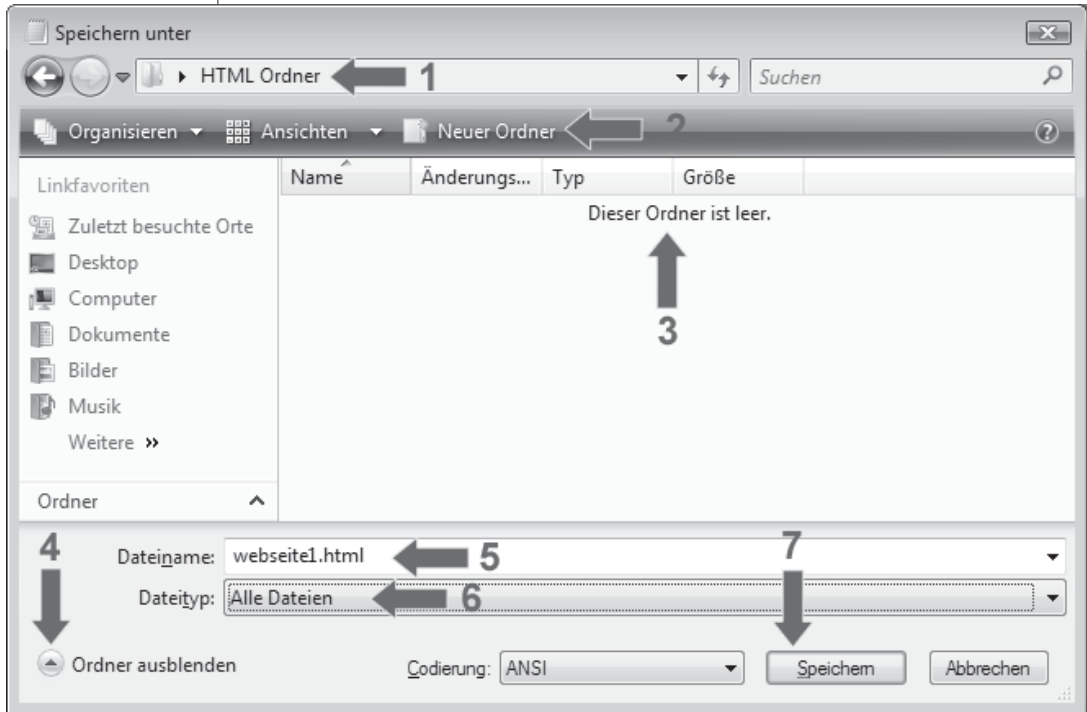 Speichern unter
HTML Ordner 1 Suchen
Organisieren Ansichten Neuer Ordner 2
Linkfavoriten Name Änderungs... Typ Größe
Dieser Ordner ist leer.
Zuletzt besuchte Orte
Desktop
Computer
Dokumente 3
Bilder
Musik
Weitere »
Ordner
4 7
Dateiname: webseite1.html 5
Dateityp: Alle Dateien 6
Ordner ausblenden Codierung: ANSI Speichern Abbrechen